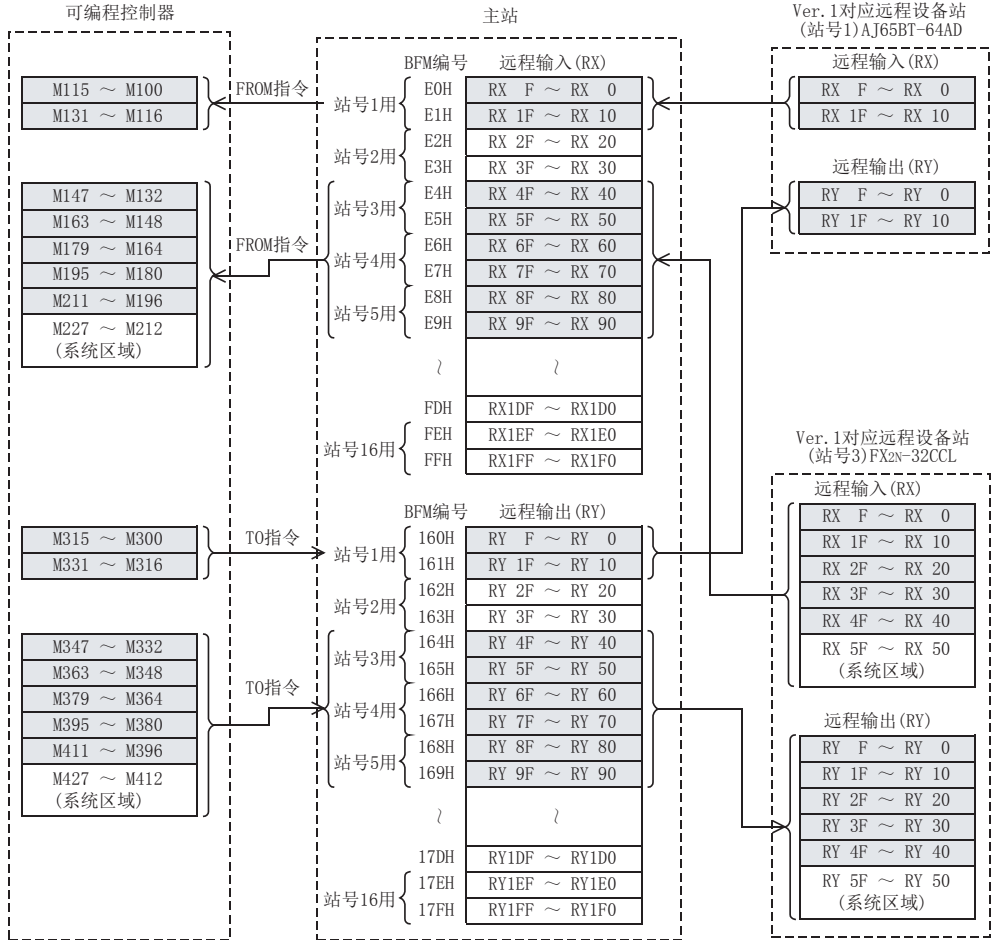 可编程控制器
M115 ～ M100
M131 ～ M116
M147 ～ M132
M163 ～ M148
M179 ～ M164
M195 ～ M180
M211 ～ M196
M227 ～ M212
(系统区域)
M315 ～ M300
M331 ～ M316
M347 ～ M332
M363 ～ M348
M379 ～ M364
M395 ～ M380
M411 ～ M396
M427 ～ M412
(系统区域)
FROM指令
FROM指令
TO指令
TO指令
主站
BFM编号 远程输入(RX)
站号1用
E0H RX F ～ RX 0
E1H RX 1F ～ RX 10
站号2用
E2H RX 2F ～ RX 20
E3H RX 3F ～ RX 30
站号3用
E4H RX 4F ～ RX 40
E5H RX 5F ～ RX 50
站号4用
E6H RX 6F ～ RX 60
E7H RX 7F ～ RX 70
站号5用
E8H RX 8F ～ RX 80
E9H RX 9F ～ RX 90
～ ～
FDH RX1DF ～ RX1D0
站号16用
FEH RX1EF ～ RX1E0
FFH RX1FF ～ RX1F0
BFM编号 远程输出(RY)
站号1用
160H RY F ～ RY 0
161H RY 1F ～ RY 10
站号2用
162H RY 2F ～ RY 20
163H RY 3F ～ RY 30
站号3用
164H RY 4F ～ RY 40
165H RY 5F ～ RY 50
站号4用
166H RY 6F ～ RY 60
167H RY 7F ～ RY 70
站号5用
168H RY 8F ～ RY 80
169H RY 9F ～ RY 90
～ ～
17DH RY1DF ～ RY1D0
站号16用
17EH RY1EF ～ RY1E0
17FH RY1FF ～ RY1F0
Ver.1对应远程设备站
(站号1)AJ65BT-64AD
远程输入(RX)
RX F ～ RX 0
RX 1F ～ RX 10
远程输出(RY)
RY F ～ RY 0
RY 1F ～ RY 10
Ver.1对应远程设备站
(站号3)FX2N-32CCL
远程输入(RX)
RX F ～ RX 0
RX 1F ～ RX 10
RX 2F ～ RX 20
RX 3F ～ RX 30
RX 4F ～ RX 40
RX 5F ～ RX 50
(系统区域)
远程输出(RY)
RY F ～ RY 0
RY 1F ～ RY 10
RY 2F ～ RY 20
RY 3F ～ RY 30
RY 4F ～ RY 40
RY 5F ～ RY 50
(系统区域)